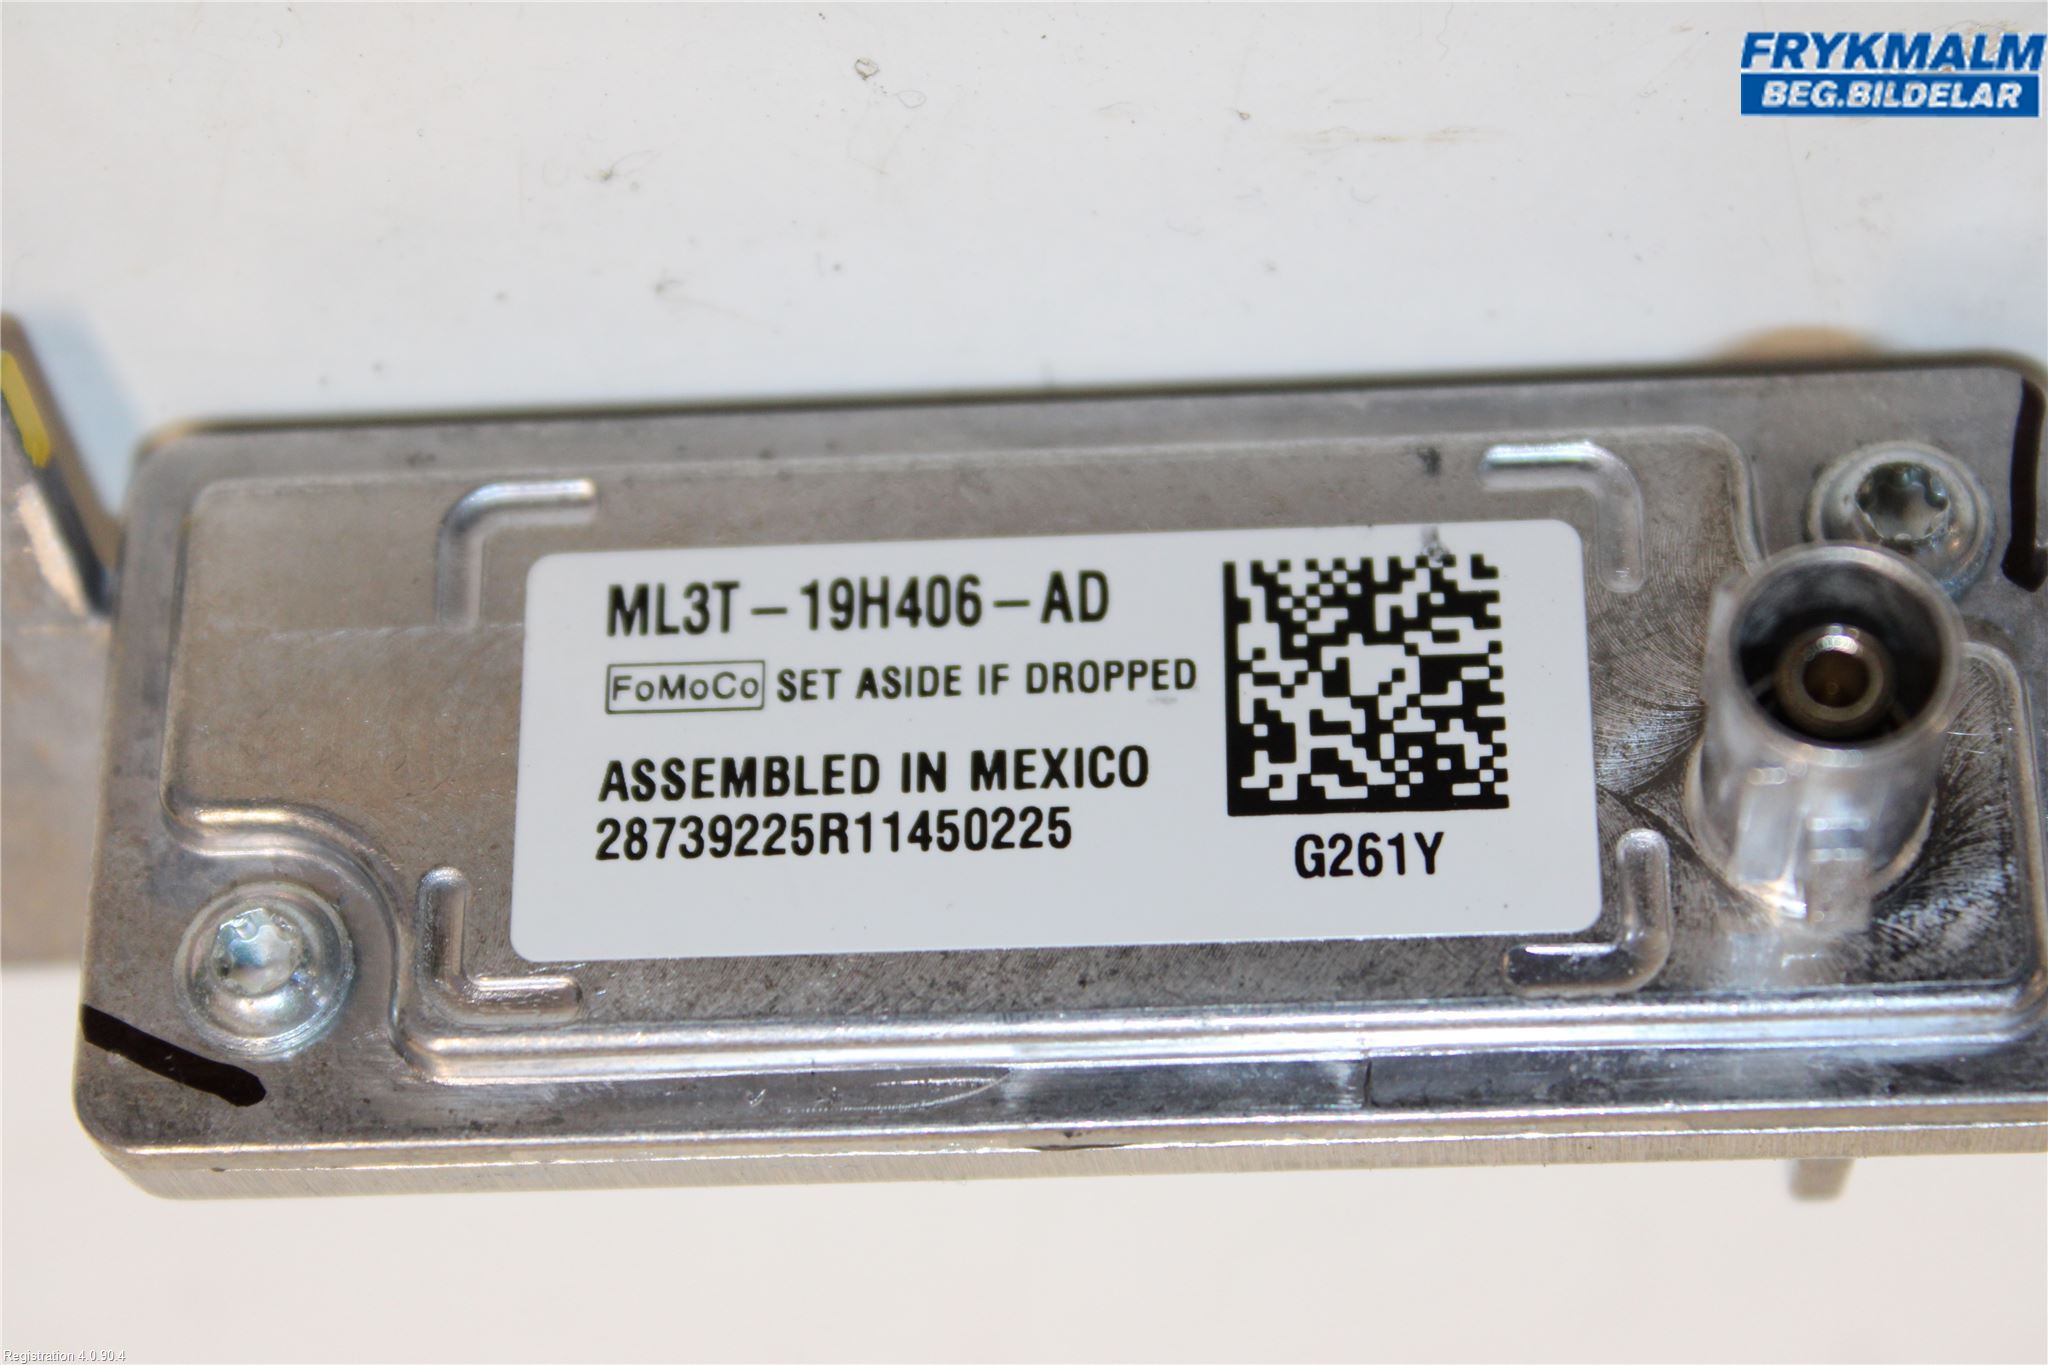 FRYKMALM
BEG.BILDELAR
ML3T-19H406-AD
FoMoCo SET ASIDE IF DROPPED
ASSEMBLED IN MEXICO
28739225R11450225
G261Y
Registration 4.0.90.4